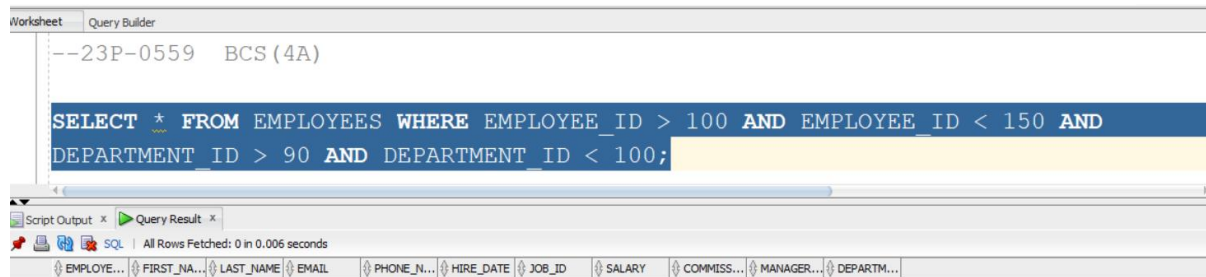 Worksheet Query Builder
--23P-0559 BCS(4A)
SELECT * FROM EMPLOYEES WHERE EMPLOYEE_ID > 100 AND EMPLOYEE_ID < 150 AND
DEPARTMENT_ID > 90 AND DEPARTMENT_ID < 100;
Script Output x Query Result x
SQL | All Rows Fetched: 0 in 0.006 seconds
EMPLOYE... FIRST_NA... LAST_NAME EMAIL PHONE_N... HIRE_DATE JOB_ID SALARY COMMISS... MANAGER... DEPARTM...